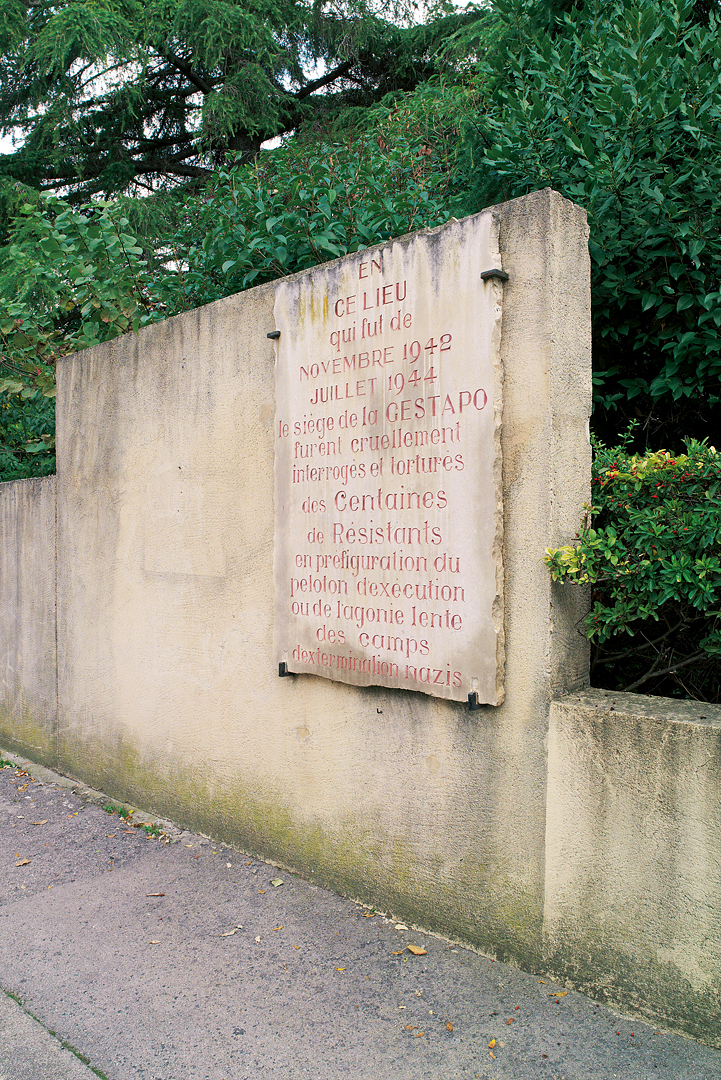 EN
CE LIEU
qui fut de
NOVEMBRE 1942
JUILLET 1944
le siège de la GESTAPO
furent cruellement
interrogés et tortures
des Centaines
de Résistants
en préfiguration du
peloton d'exécution
ou de l'agonie lente
des camps
d'extermination nazis